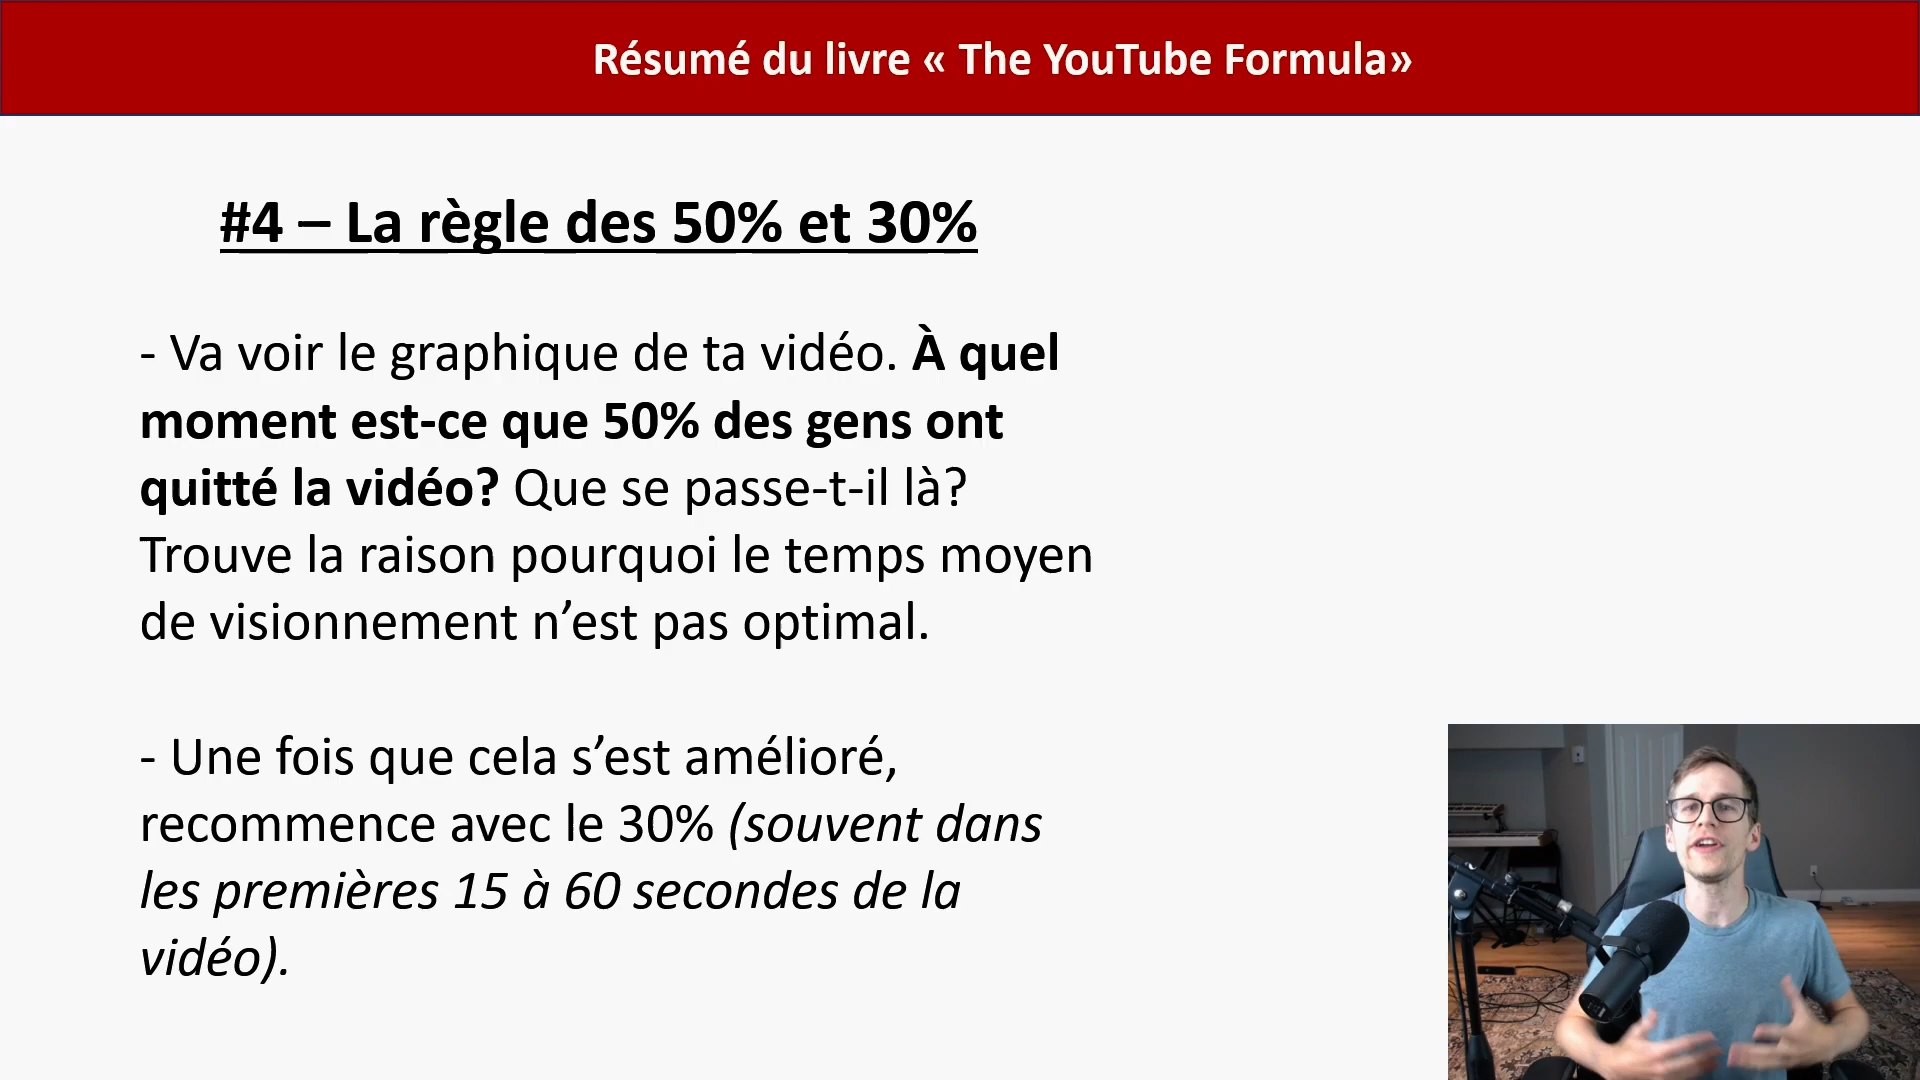 Résumé du livre « The YouTube Formula»
#4 – La règle des 50% et 30%
- Va voir le graphique de ta vidéo. À quel
moment est-ce que 50% des gens ont
quitté la vidéo? Que se passe-t-il là?
Trouve la raison pourquoi le temps moyen
de visionnement n’est pas optimal.
- Une fois que cela s’est amélioré,
recommence avec le 30% (souvent dans
les premières 15 à 60 secondes de la
vidéo).